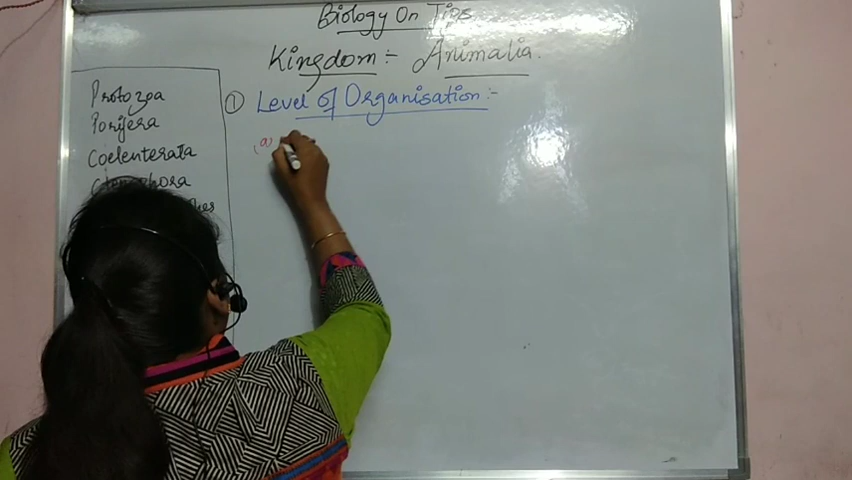 Biology On Tips
Kingdom :- Animalia.
① Level of Organisation :-
(a)
Protozoa
Porifera
Coelenterata